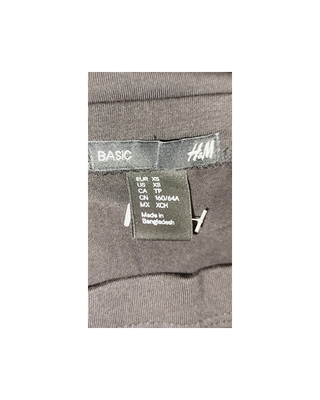 BASIC H&M
EUR XS
US XS
CA TP
CN 160/64A
MX XCH
Made in
Bangladesh